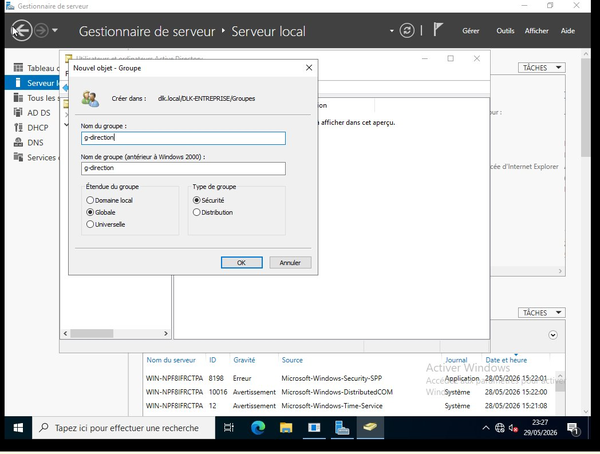 Gestionnaire de serveur
Gestionnaire de serveur ▸ Serveur local
Gérer Outils Afficher Aide
Utilisateurs et ordinateurs Active Directory
Tableau
Serveur l
Tous les s
AD DS
DHCP
DNS
Services
TÂCHES
Nouvel objet - Groupe
Créer dans : dlk.local/DLK-ENTREPRISE/Groupes
Nom du groupe :
g-direction
Nom de groupe (antérieur à Windows 2000) :
g-direction
Étendue du groupe
Domaine local
Globale
Universelle
Type de groupe
Sécurité
Distribution
OK
Annuler
afficher dans cet aperçu.
cée d'Internet Explorer
TÂCHES
Nom du serveur ID Gravité Source Journal Date et heure
WIN-NPF8IFRCTPA 8198 Erreur Microsoft-Windows-Security-SPP Application 28/05/2026 15:22:01
WIN-NPF8IFRCTPA 10016 Avertissement Microsoft-Windows-DistributedCOM Système 28/05/2026 15:22:00
WIN-NPF8IFRCTPA 12 Avertissement Microsoft-Windows-Time-Service Système 28/05/2026 15:21:08
Activer Windows
Tapez ici pour effectuer une recherche
23:27
29/05/2026